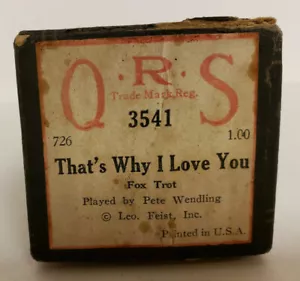 Q·R·S
Trade Mark Reg.
3541
726 1.00
That's Why I Love You
Fox Trot
Played by Pete Wendling
© Leo. Feist, Inc.
Printed in U.S.A.